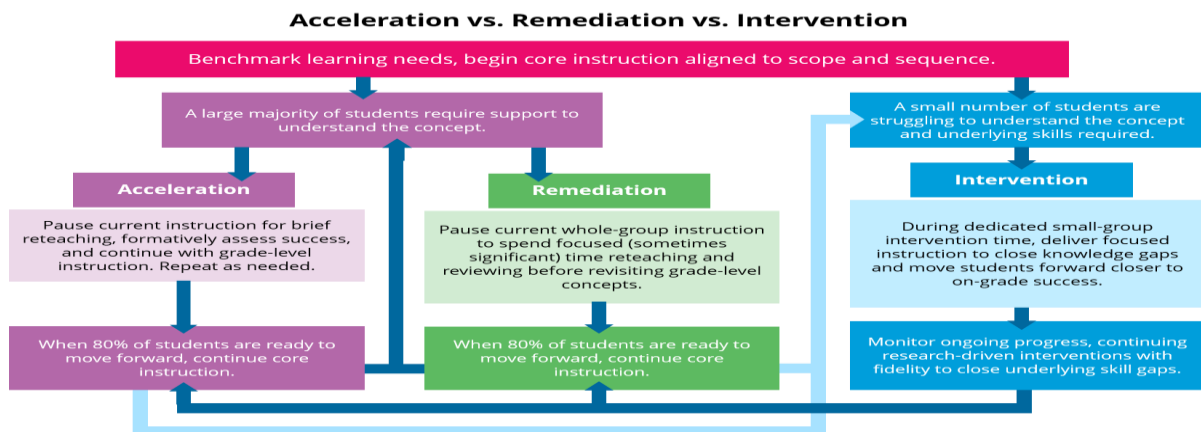 Acceleration vs. Remediation vs. Intervention
Benchmark learning needs, begin core instruction aligned to scope and sequence.
A large majority of students require support to
understand the concept.
A small number of students are
struggling to understand the concept
and underlying skills required.
Acceleration
Pause current instruction for brief
reteaching, formatively assess success,
and continue with grade-level
instruction. Repeat as needed.
When 80% of students are ready to
move forward, continue core
instruction.
Remediation
Pause current whole-group instruction
to spend focused (sometimes
significant) time reteaching and
reviewing before revisiting grade-level
concepts.
When 80% of students are ready to
move forward, continue core
instruction.
Intervention
During dedicated small-group
intervention time, deliver focused
instruction to close knowledge gaps
and move students forward closer to
on-grade success.
Monitor ongoing progress, continuing
research-driven interventions with
fidelity to close underlying skill gaps.